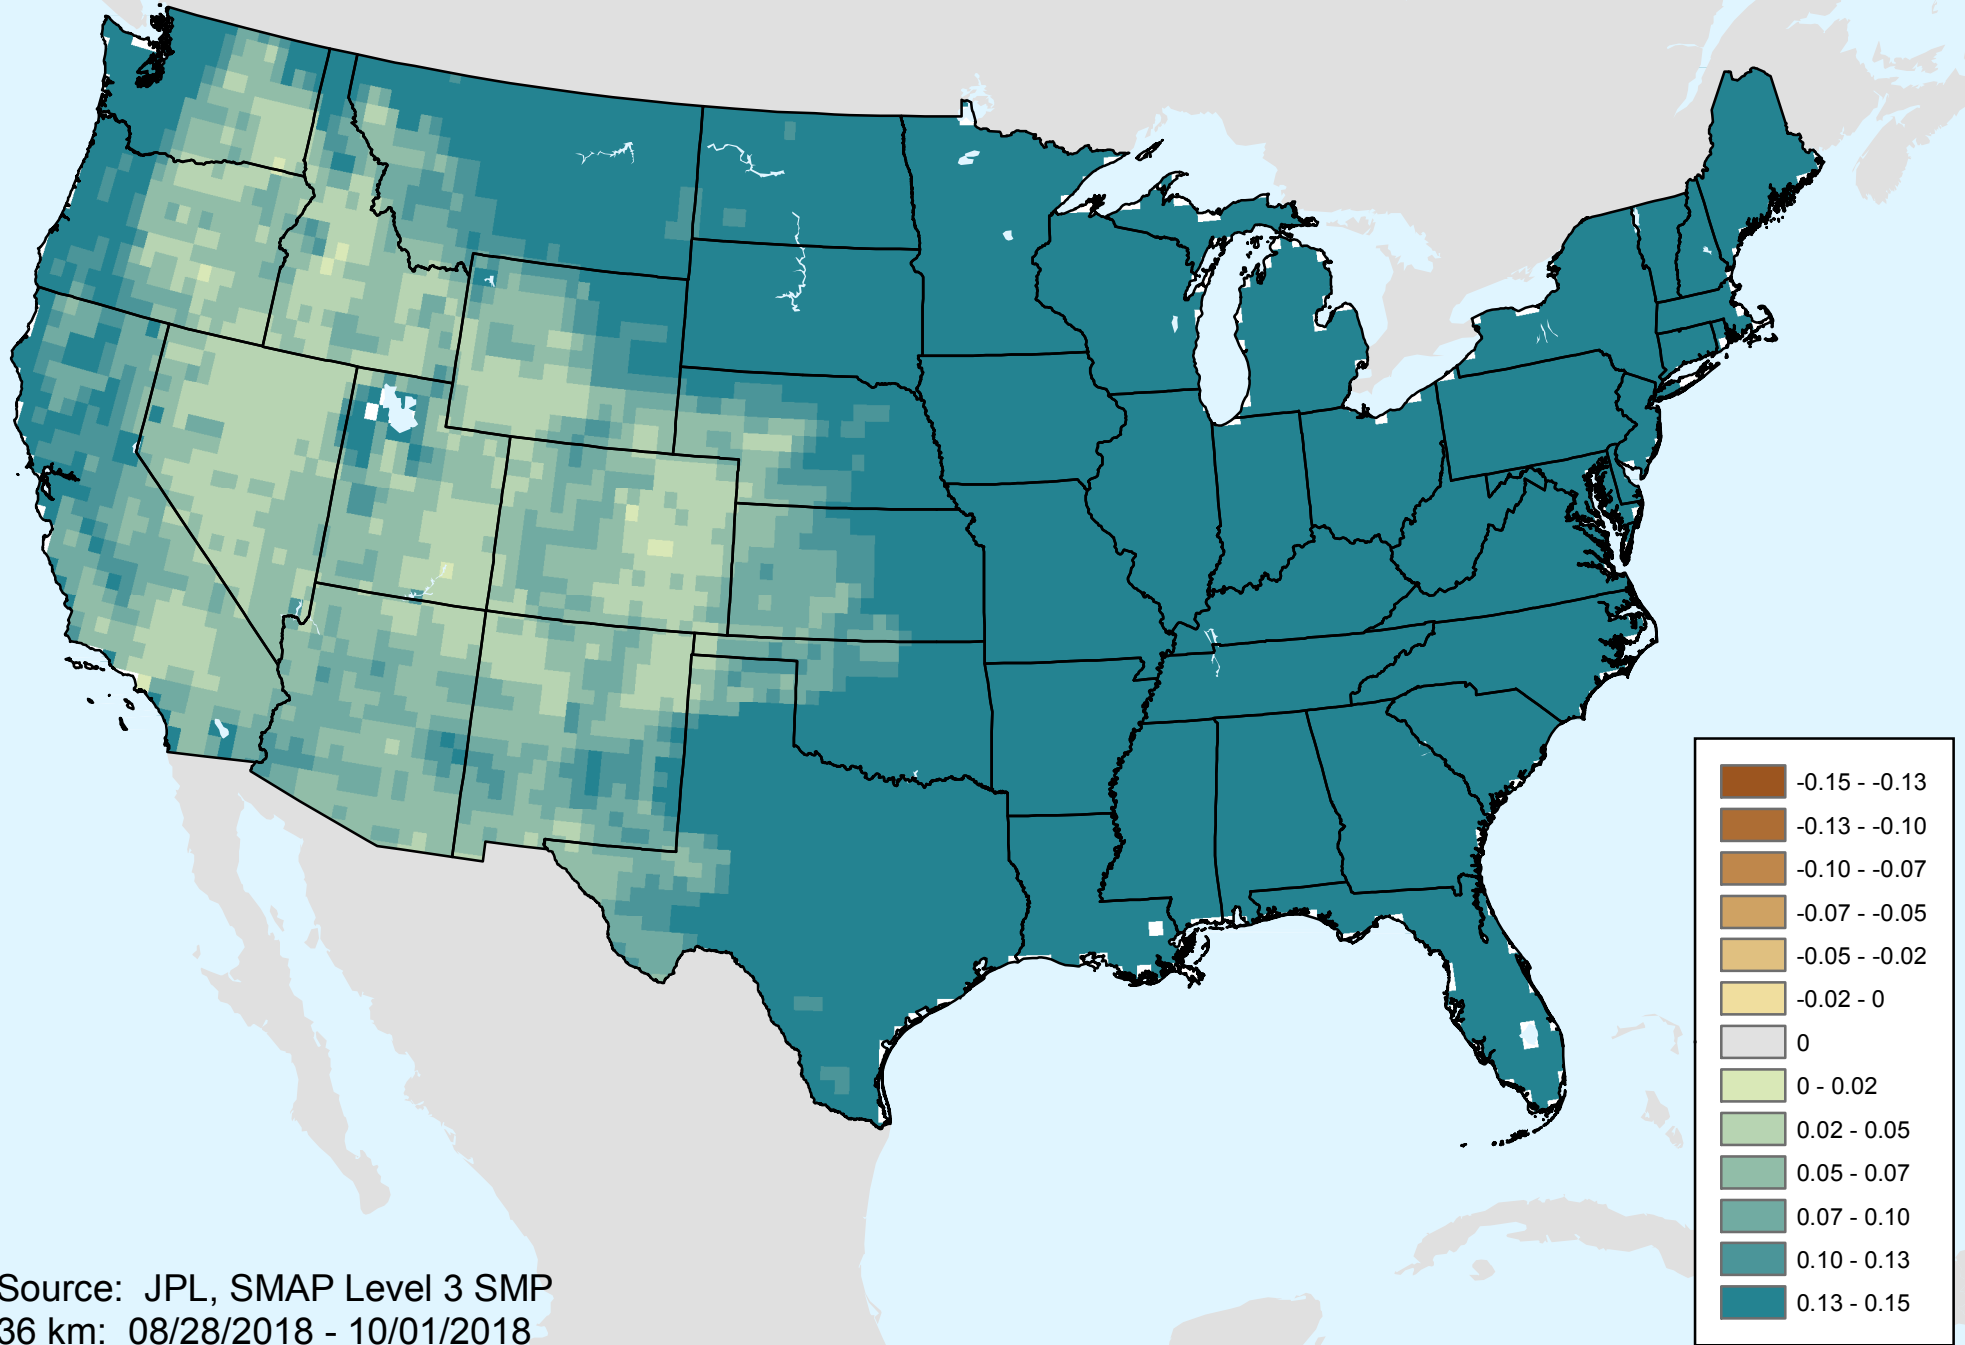 -0.15 - -0.13
-0.13 - -0.10
-0.10 - -0.07
-0.07 - -0.05
-0.05 - -0.02
-0.02 - 0
0
0 - 0.02
0.02 - 0.05
0.05 - 0.07
0.07 - 0.10
0.10 - 0.13
0.13 - 0.15
Source: JPL, SMAP Level 3 SMP
36 km: 08/28/2018 - 10/01/2018